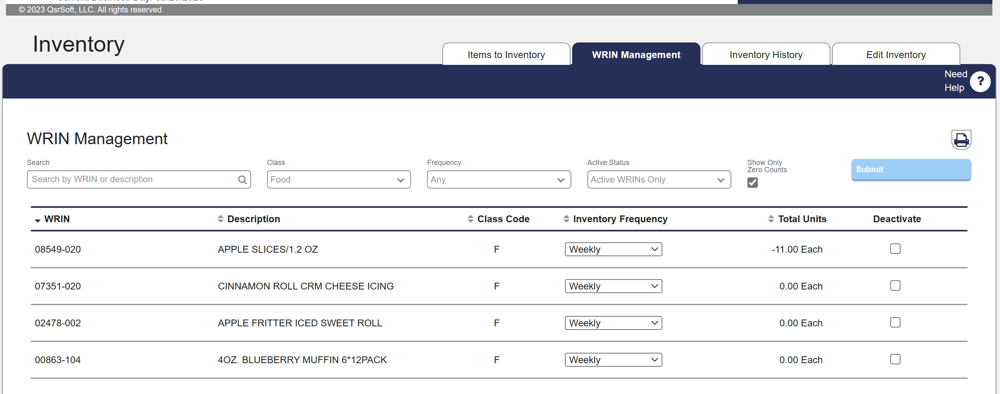 © 2023 QsrSoft, LLC. All rights reserved
Inventory
Items to Inventory
WRIN Management
Inventory History
Edit Inventory
Need
Help
?
WRIN Management
Search
Class
Frequency
Active Status
Show Only
Zero Counts
Search by WRIN or description
Food
Any
Active WRINs Only
Submit
WRIN Description Class Code Inventory Frequency Total Units Deactivate
08549-020 APPLE SLICES/1.2 OZ F Weekly -11.00 Each
07351-020 CINNAMON ROLL CRM CHEESE ICING F Weekly 0.00 Each
02478-002 APPLE FRITTER ICED SWEET ROLL F Weekly 0.00 Each
00863-104 4OZ. BLUEBERRY MUFFIN 6*12PACK F Weekly 0.00 Each